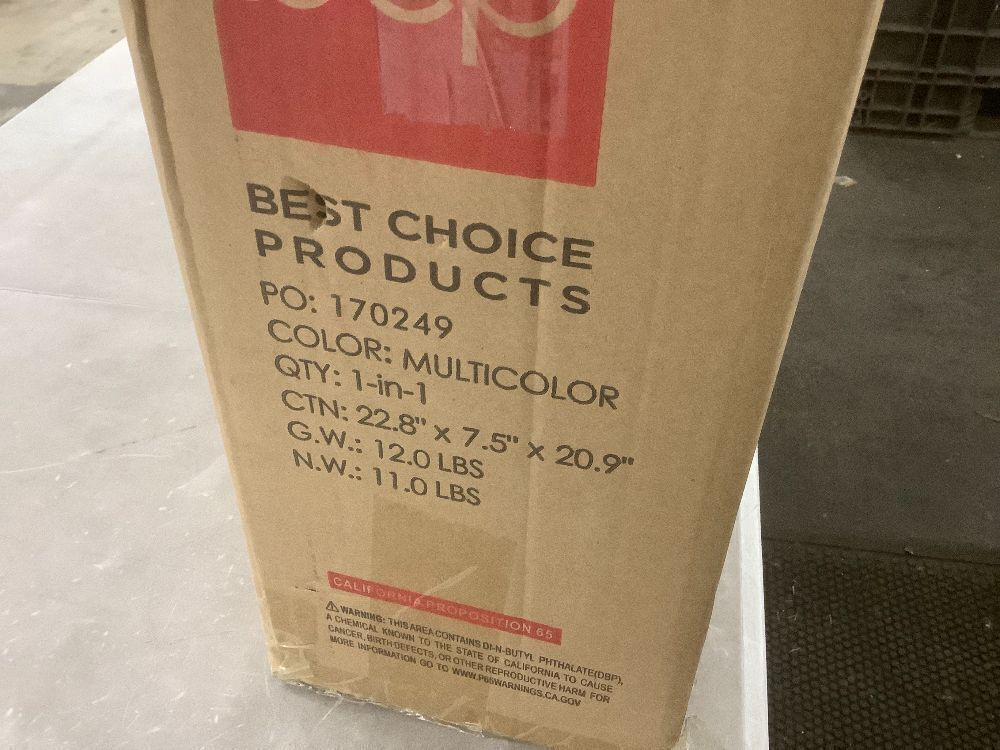 bcp
BEST CHOICE
PRODUCTS
PO: 170249
COLOR: MULTICOLOR
QTY: 1-in-1
CTN: 22.8" x 7.5" x 20.9"
G.W.: 12.0 LBS
N.W.: 11.0 LBS
CALIFORNIA PROPOSITION 65
⚠WARNING: THIS AREA CONTAINS DI-N-BUTYL PHTHALATE(DBP),
A CHEMICAL KNOWN TO THE STATE OF CALIFORNIA TO CAUSE
CANCER, BIRTH DEFECTS, OR OTHER REPRODUCTIVE HARM FOR
MORE INFORMATION GO TO WWW.P65WARNINGS.CA.GOV